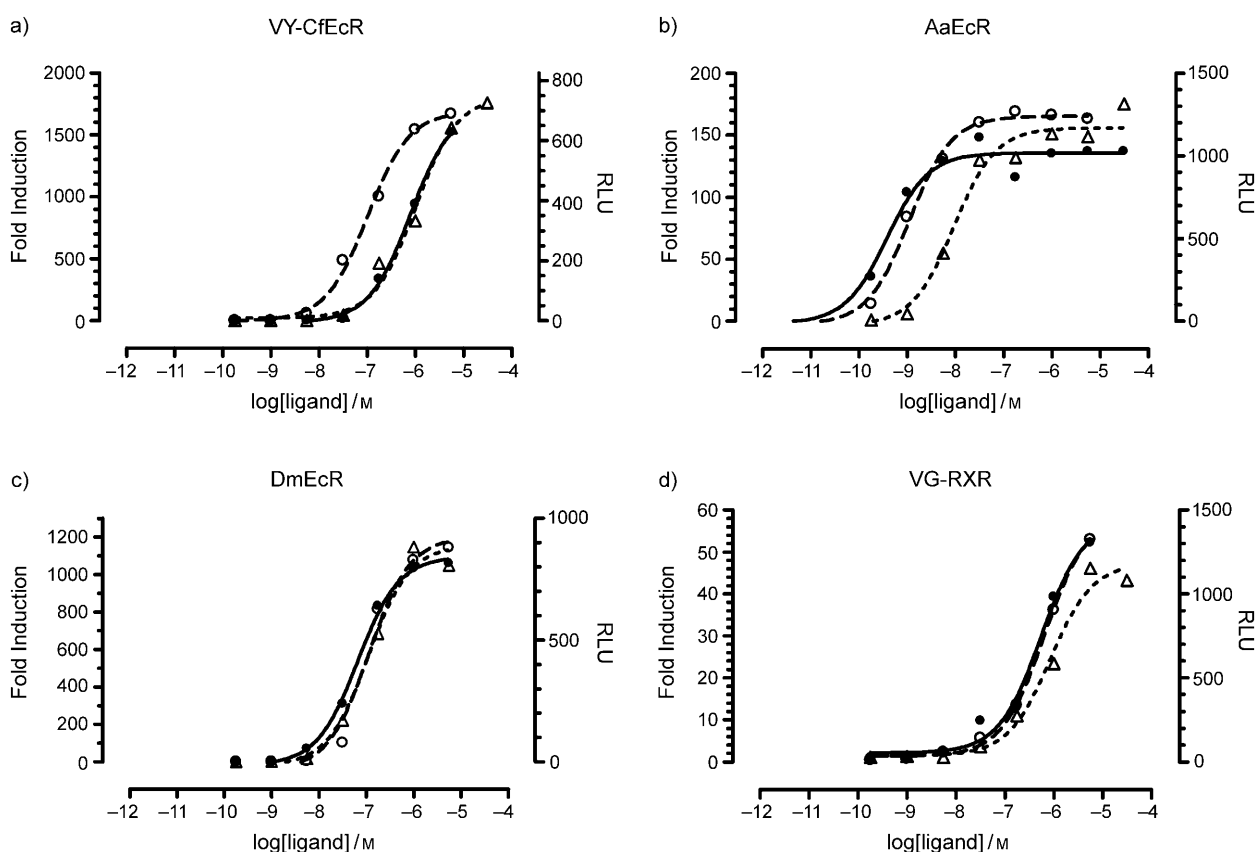 a) VY-CfEcR
2000 1500 1000 500 0
Fold Induction
800 600 400 200 0
RLU
–12 –11 –10 –9 –8 –7 –6 –5 –4
log[ligand] / M
b) AaEcR
200 150 100 50 0
Fold Induction
1500 1000 500 0
RLU
–12 –11 –10 –9 –8 –7 –6 –5 –4
log[ligand] / M
c) DmEcR
1200 1000 800 600 400 200 0
Fold Induction
1000 500 0
RLU
–12 –11 –10 –9 –8 –7 –6 –5 –4
log[ligand] / M
d) VG-RXR
60 50 40 30 20 10 0
Fold Induction
1500 1000 500 0
RLU
–12 –11 –10 –9 –8 –7 –6 –5 –4
log[ligand] / M